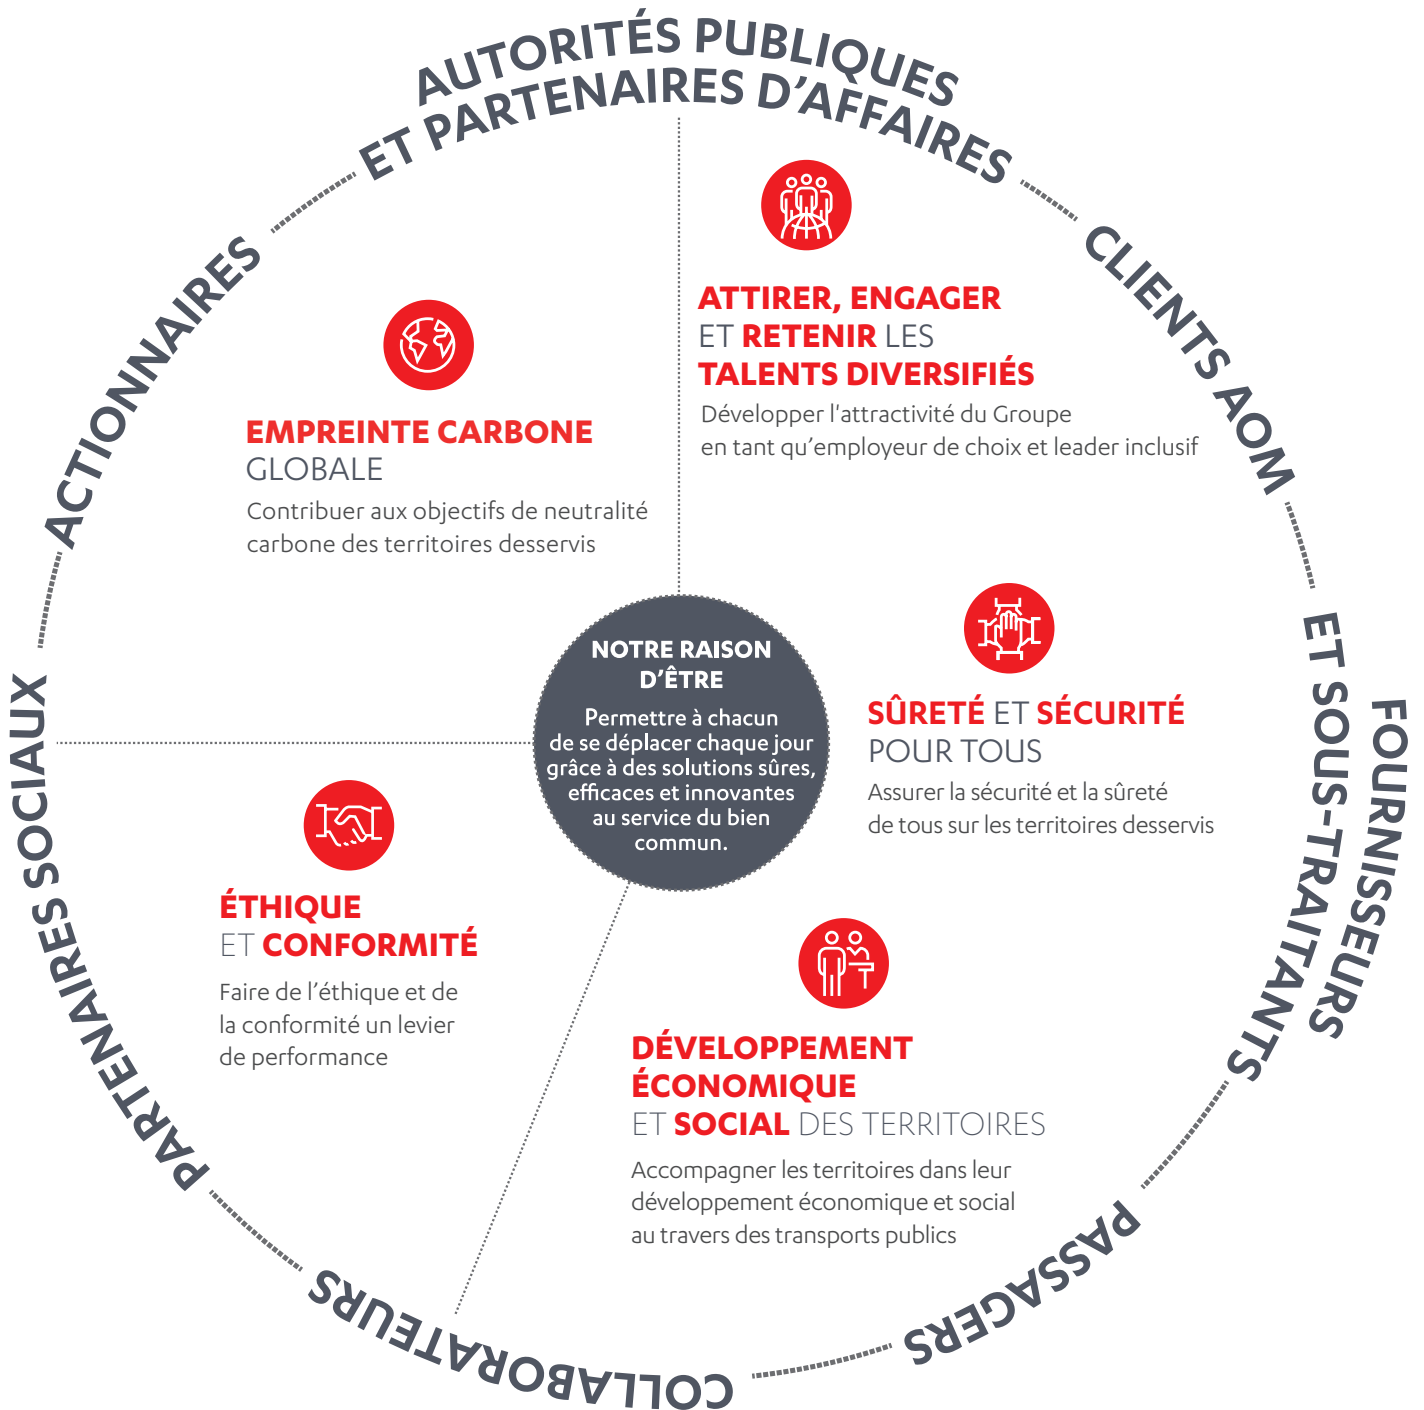 AUTORITÉS PUBLIQUES
ET PARTENAIRES D’AFFAIRES
CLIENTS AOM
FOURNISSEURS
ET SOUS-TRAITANTS
PASSAGERS
COLLABORATEURS
PARTENAIRES SOCIAUX
ACTIONNAIRES
ATTIRER, ENGAGER
ET RETENIR LES
TALENTS DIVERSIFIÉS
Développer l'attractivité du Groupe
en tant qu’employeur de choix et leader inclusif
EMPREINTE CARBONE
GLOBALE
Contribuer aux objectifs de neutralité
carbone des territoires desservis
NOTRE RAISON
D’ÊTRE
Permettre à chacun
de se déplacer chaque jour
grâce à des solutions sûres,
efficaces et innovantes
au service du bien
commun.
SÛRETÉ ET SÉCURITÉ
POUR TOUS
Assurer la sécurité et la sûreté
de tous sur les territoires desservis
ÉTHIQUE
ET CONFORMITÉ
Faire de l’éthique et de
la conformité un levier
de performance
DÉVELOPPEMENT
ÉCONOMIQUE
ET SOCIAL DES TERRITOIRES
Accompagner les territoires dans leur
développement économique et social
au travers des transports publics